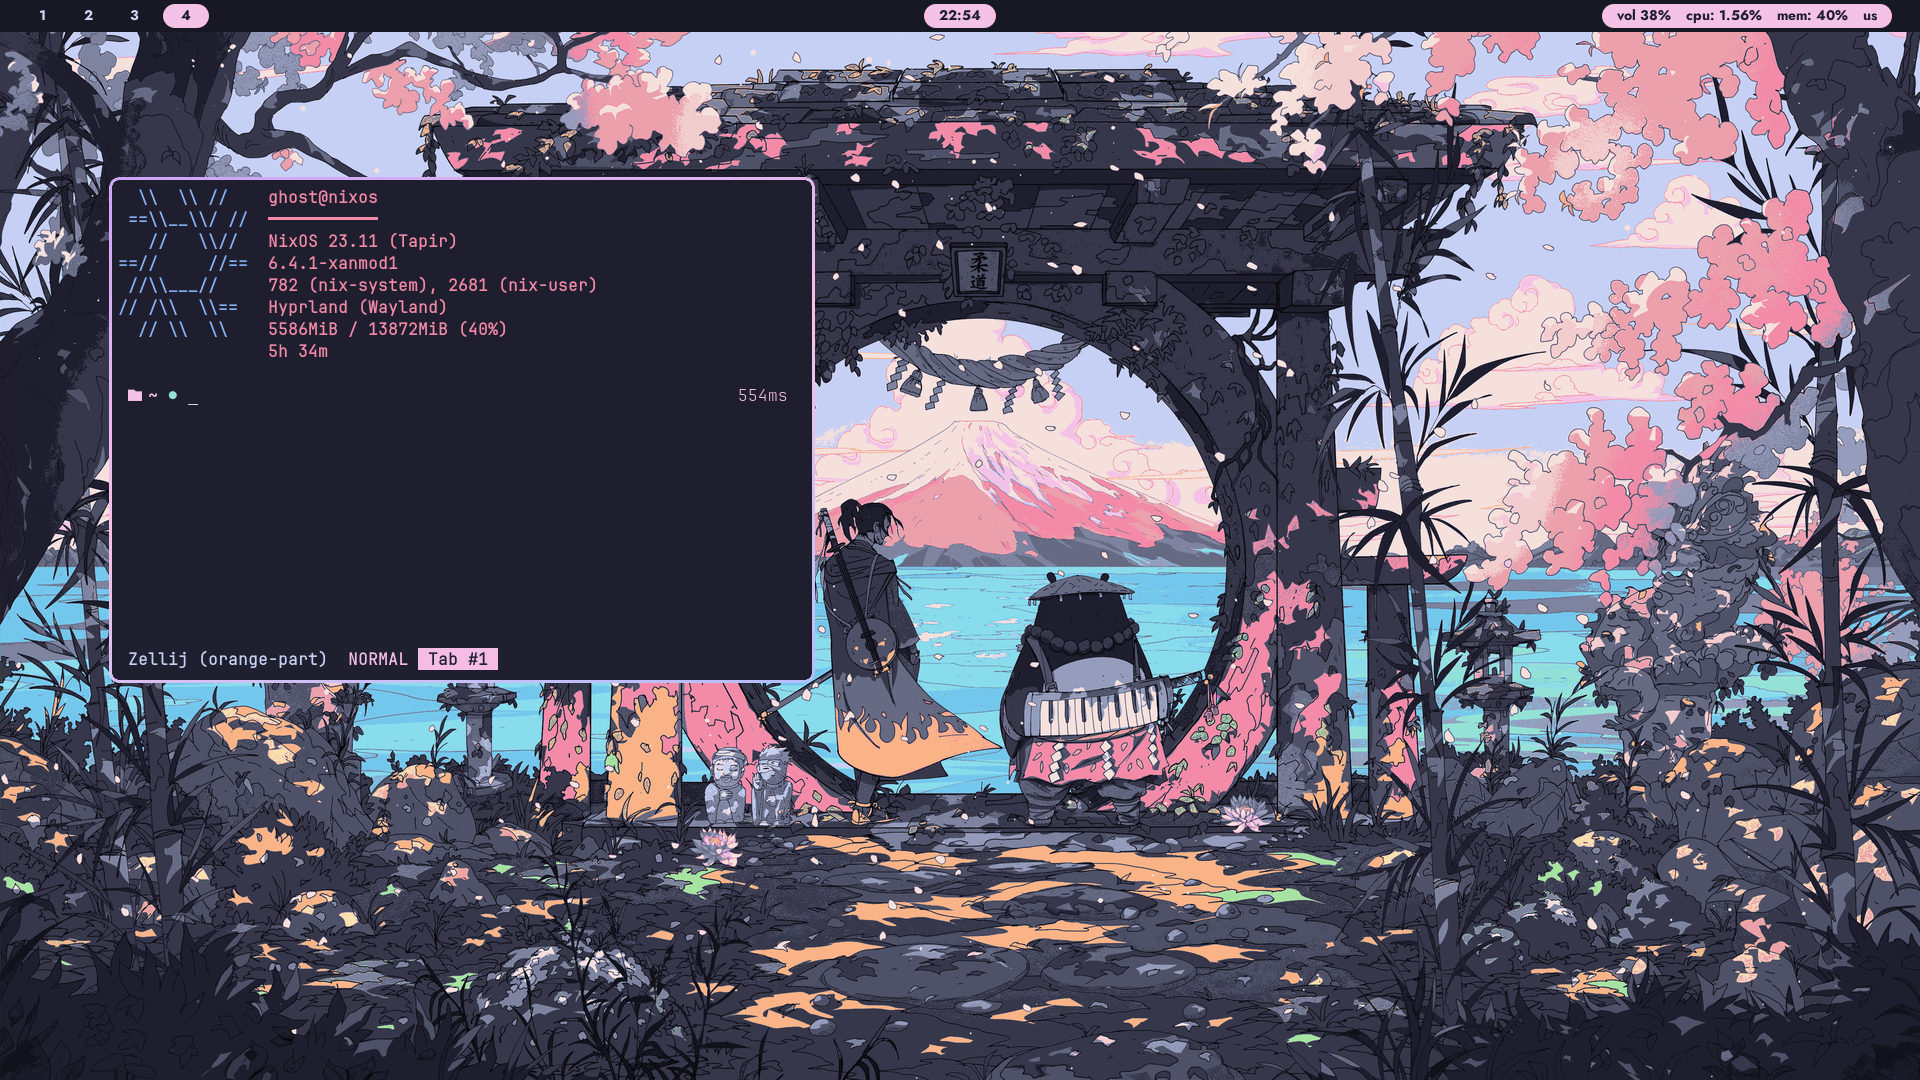 1 2 3 4 22:54 vol 38% cpu: 1.56% mem: 40% us
ghost@nixos
NixOS 23.11 (Tapir)
6.4.1-xanmod1
782 (nix-system), 2681 (nix-user)
Hyprland (Wayland)
5586MiB / 13872MiB (40%)
5h 34m
~ 554ms
Zellij (orange-part) NORMAL Tab #1
柔道